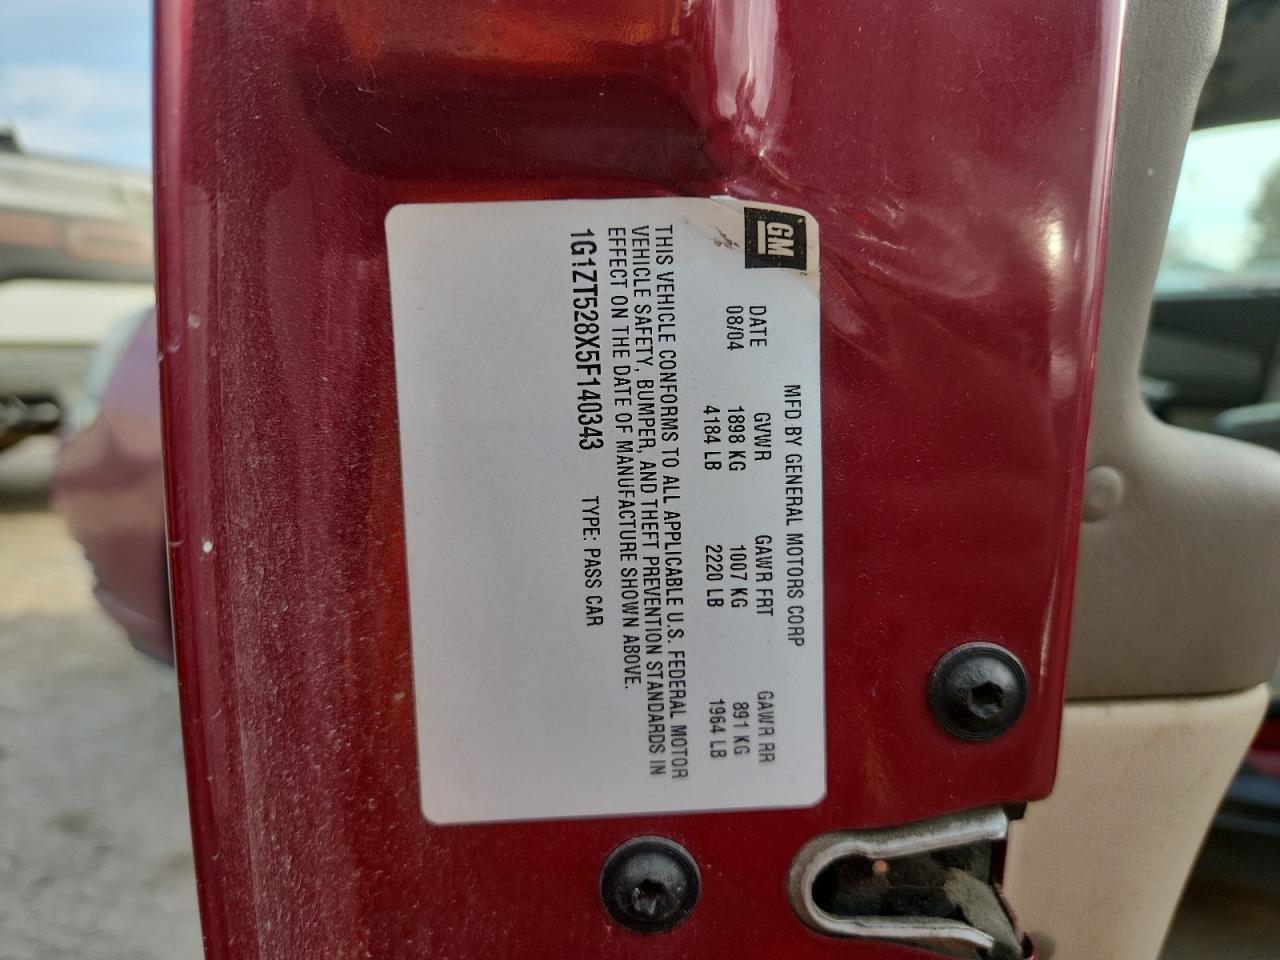 GM
MFD BY GENERAL MOTORS CORP
DATE GVWR GAWR FRT GAWR RR
08/04 1898 KG 1007 KG 891 KG
4184 LB 2220 LB 1964 LB
THIS VEHICLE CONFORMS TO ALL APPLICABLE U.S. FEDERAL MOTOR
VEHICLE SAFETY, BUMPER, AND THEFT PREVENTION STANDARDS IN
EFFECT ON THE DATE OF MANUFACTURE SHOWN ABOVE.
1G1ZT528X5F140343 TYPE: PASS CAR